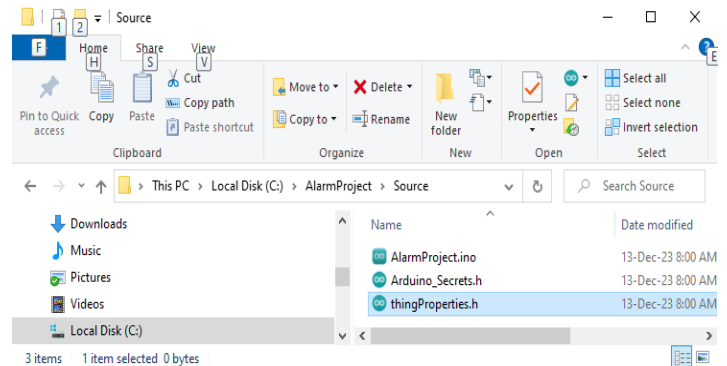 Source
1 2
F Home Share View
H S V E
Pin to Quick access
Copy
Paste
Cut
Copy path
Paste shortcut
Clipboard
Move to
Copy to
Delete
Rename
Organize
New folder
New
Properties
Open
Select all
Select none
Invert selection
Select
This PC > Local Disk (C:) > AlarmProject > Source
Search Source
Downloads
Music
Pictures
Videos
Local Disk (C:)
Name Date modified
AlarmProject.ino 13-Dec-23 8:00 AM
Arduino_Secrets.h 13-Dec-23 8:00 AM
thingProperties.h 13-Dec-23 8:00 AM
3 items 1 item selected 0 bytes